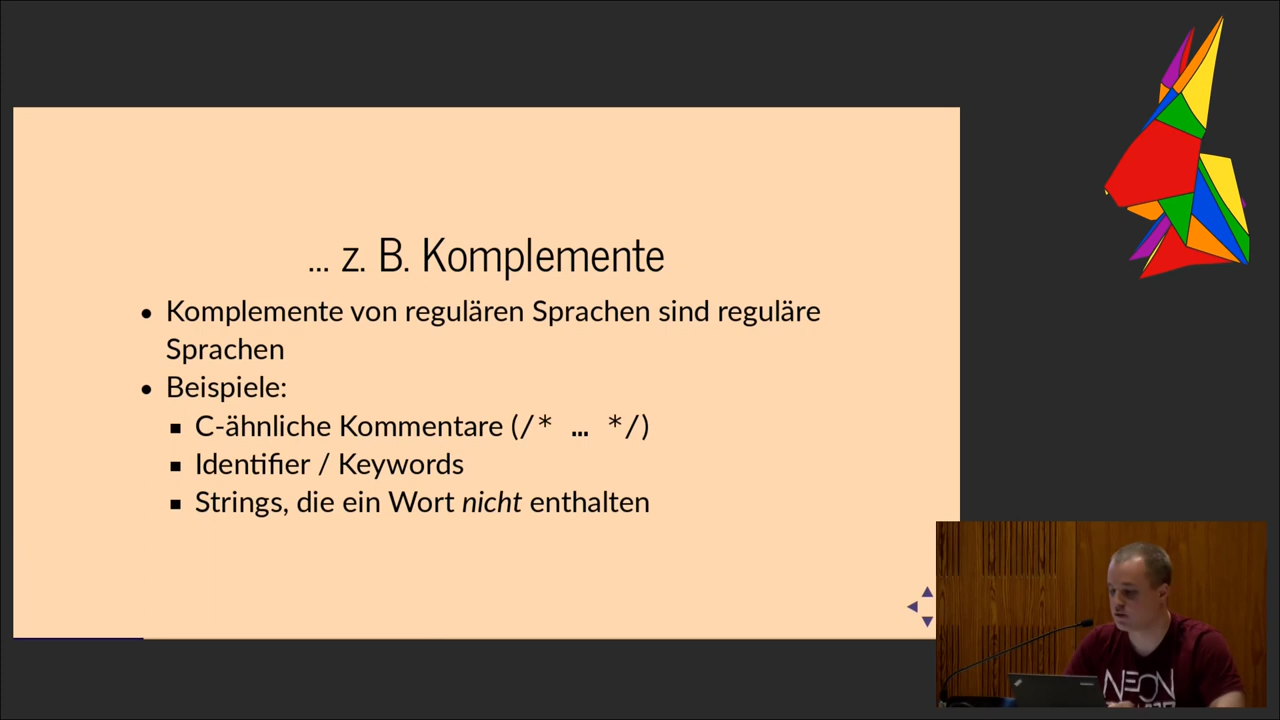 ... z. B. Komplemente
• Komplemente von regulären Sprachen sind reguläre
Sprachen
• Beispiele:
▪ C-ähnliche Kommentare (/* … */)
▪ Identifier / Keywords
▪ Strings, die ein Wort nicht enthalten
NEON